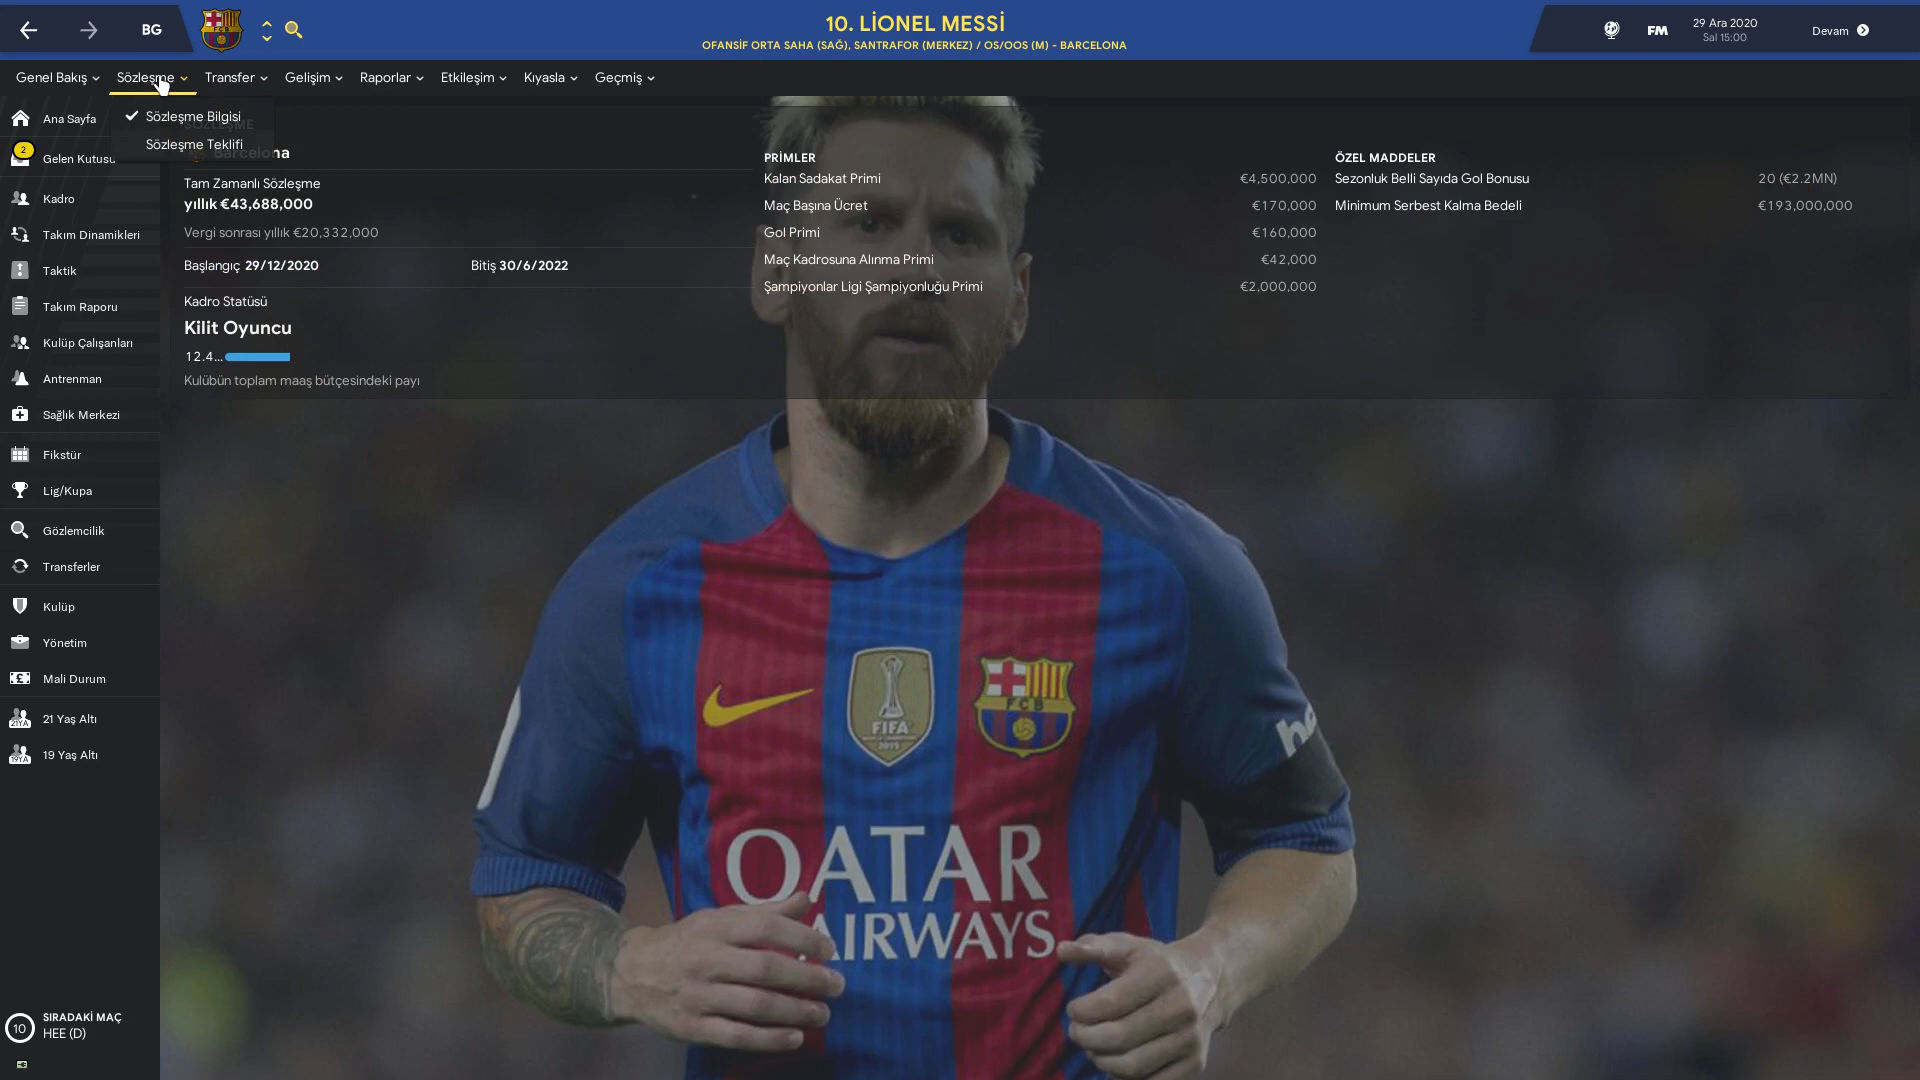 BG
10. LİONEL MESSİ
OFANSİF ORTA SAHA (SAĞ), SANTRAFOR (MERKEZ) / OS/OOS (M) - BARCELONA
FM
29 Ara 2020
Sal 15:00
Devam
Genel Bakış
Sözleşme
Transfer
Gelişim
Raporlar
Etkileşim
Kıyasla
Geçmiş
Sözleşme Bilgisi
Sözleşme Teklifi
SÖZLEŞME
Barcelona
Ana Sayfa
2
Gelen Kutusu
Kadro
Takım Dinamikleri
Taktik
Takım Raporu
Kulüp Çalışanları
Antrenman
Sağlık Merkezi
Fikstür
Lig/Kupa
Gözlemcilik
Transferler
Kulüp
Yönetim
Mali Durum
21YA
21 Yaş Altı
19YA
19 Yaş Altı
10
SIRADAKİ MAÇ
HEE (D)
Tam Zamanlı Sözleşme
yıllık €43,688,000
Vergi sonrası yıllık €20,332,000
Başlangıç 29/12/2020
Bitiş 30/6/2022
Kadro Statüsü
Kilit Oyuncu
12.4...
Kulübün toplam maaş bütçesindeki payı
PRİMLER
Kalan Sadakat Primi €4,500,000
Maç Başına Ücret €170,000
Gol Primi €160,000
Maç Kadrosuna Alınma Primi €42,000
Şampiyonlar Ligi Şampiyonluğu Primi €2,000,000
ÖZEL MADDELER
Sezonluk Belli Sayıda Gol Bonusu 20 (€2.2MN)
Minimum Serbest Kalma Bedeli €193,000,000
FIFA
WORLD CHAMPIONS
2015
FCB
QATAR
AIRWAYS